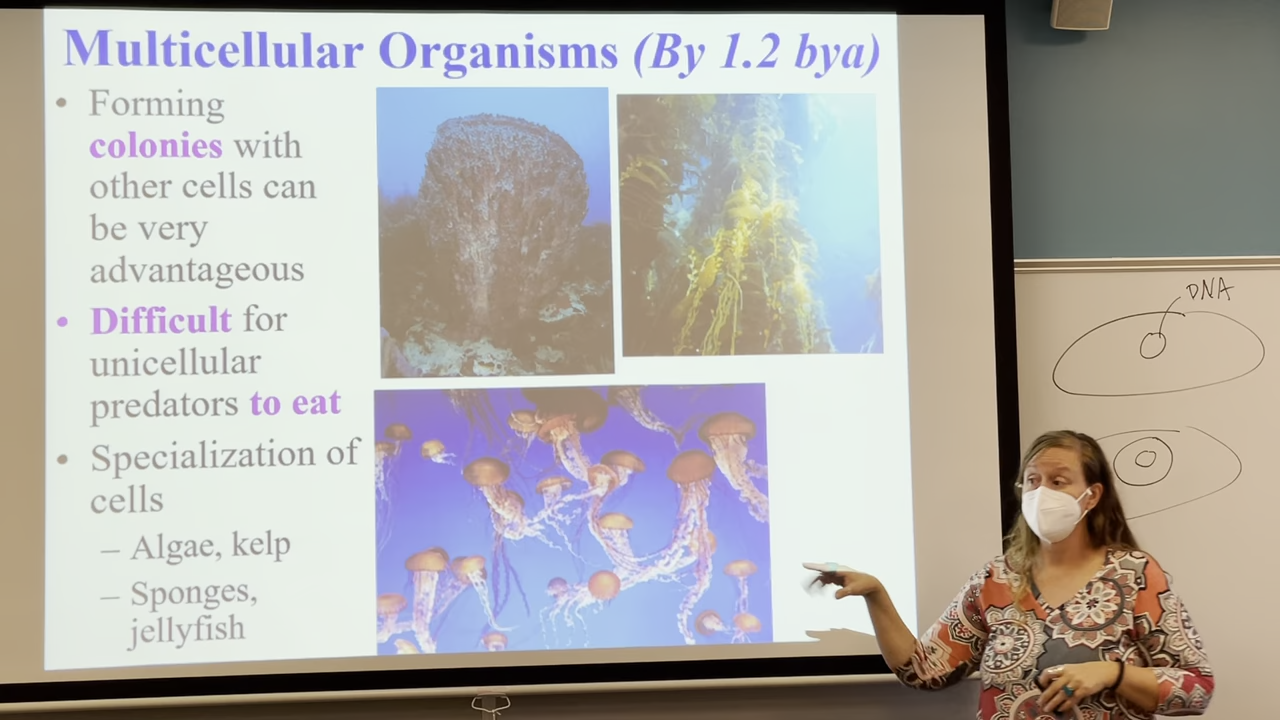 Multicellular Organisms (By 1.2 bya)
• Forming
colonies with
other cells can
be very
advantageous
• Difficult for
unicellular
predators to eat
• Specialization of
cells
– Algae, kelp
– Sponges,
jellyfish
DNA